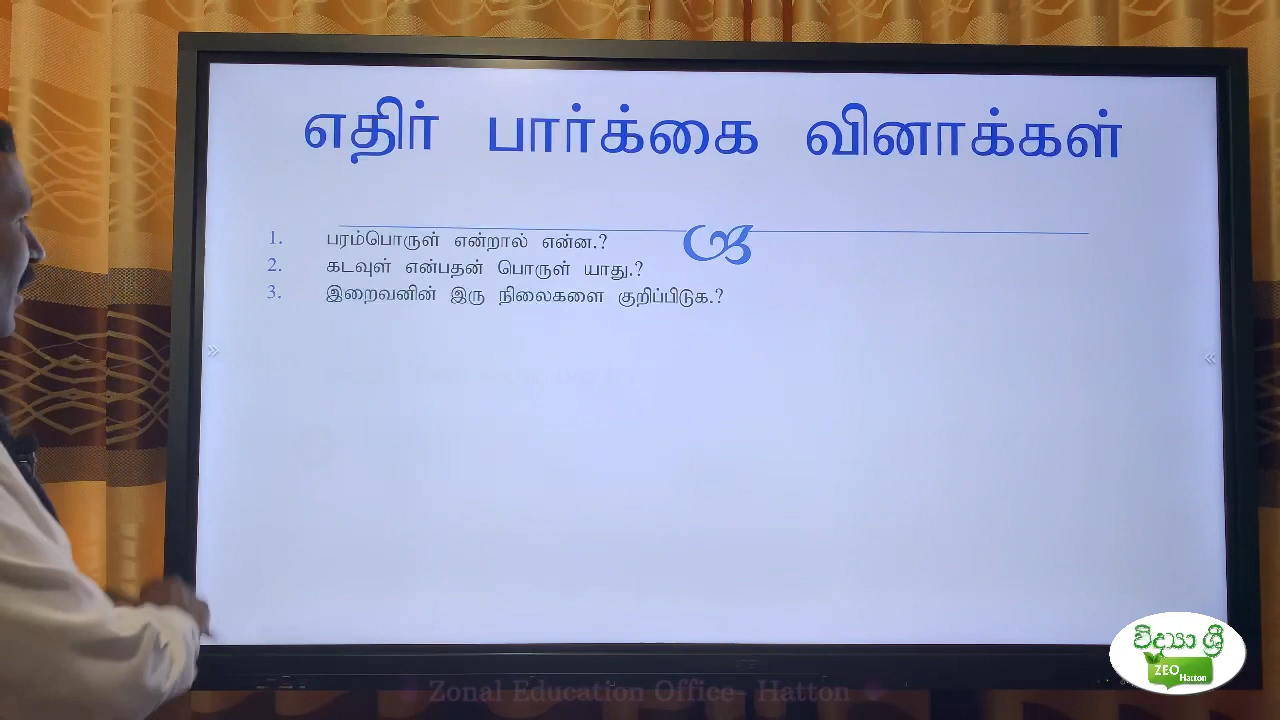 எதிர் பார்க்கை வினாக்கள்
1. பரம்பொருள் என்றால் என்ன.?
2. கடவுள் என்பதன் பொருள் யாது.?
3. இறைவனின் இரு நிலைகளை குறிப்பிடுக.?
විද්‍යා ශ්‍රී
ZEO
Hatton
Zonal Education Office- Hatton